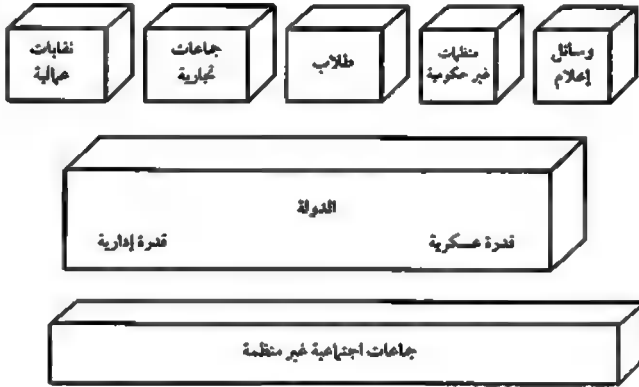 وسائل
إعلام
منظمات
غير حكومية
طلاب
جماعات
تجارية
نقابات
عمالية
الدولة
قدرة عسكرية
قدرة إدارية
جماعات اجتماعية غير منظمة